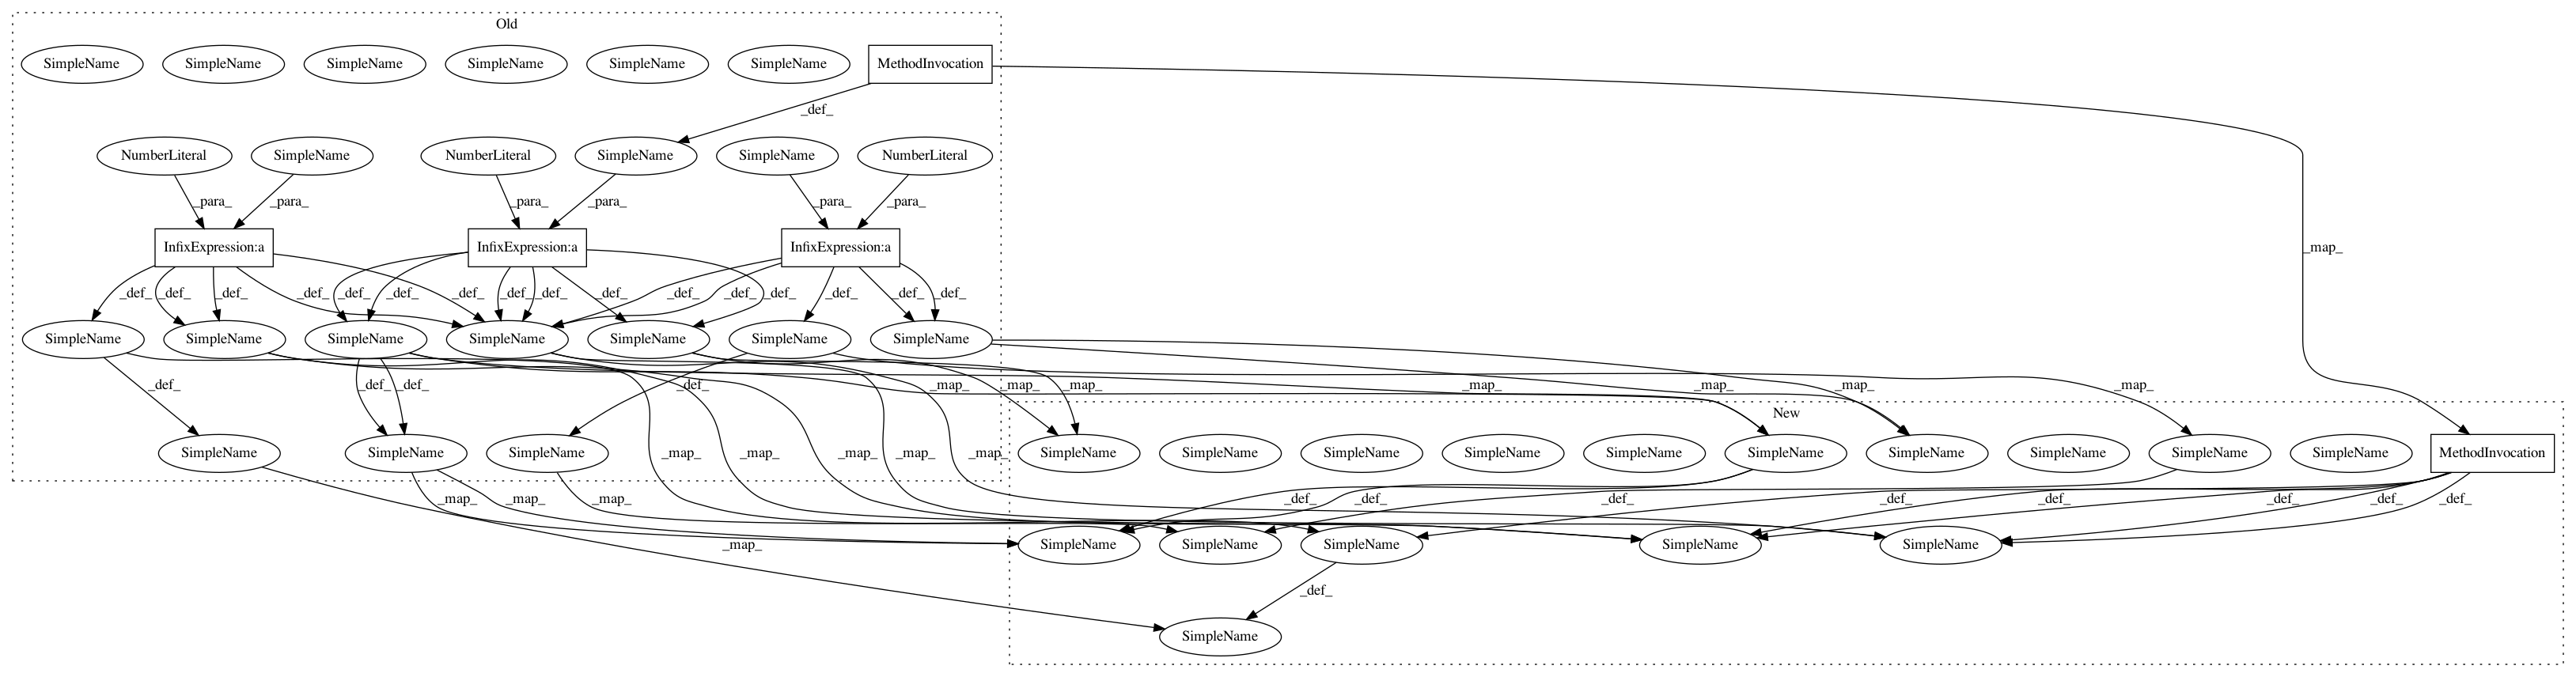 Old
SimpleName SimpleName SimpleName SimpleName SimpleName SimpleName MethodInvocation
_def_
NumberLiteral SimpleName NumberLiteral SimpleName SimpleName NumberLiteral
_para_ _para_ _para_ _para_ _para_ _para_
InfixExpression:a InfixExpression:a InfixExpression:a _map_
_def_ _def_ _def_ _def_ _def_ _def_ _def_ _def_ _def_ _def_ _def_ _def_ _def_ _def_ _def_ _def_
SimpleName SimpleName SimpleName SimpleName SimpleName SimpleName SimpleName
_def_ _def_ _def_ _def_ _map_ _map_ _map_ _map_ _map_ _map_ _map_
New
SimpleName SimpleName SimpleName SimpleName SimpleName SimpleName SimpleName SimpleName SimpleName SimpleName SimpleName SimpleName SimpleName MethodInvocation
_map_ _map_ _map_ _map_ _map_
_map_ _map_ _map_ _def_ _def_ _def_ _def_ _def_ _def_ _def_ _def_
SimpleName SimpleName SimpleName SimpleName SimpleName
_map_
_def_
SimpleName